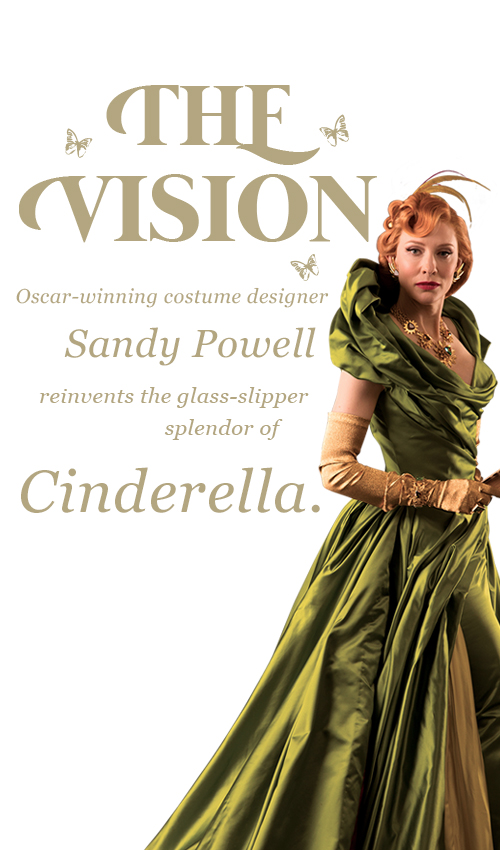 THE
VISION
Oscar-winning costume designer
Sandy Powell
reinvents the glass-slipper
splendor of
Cinderella.